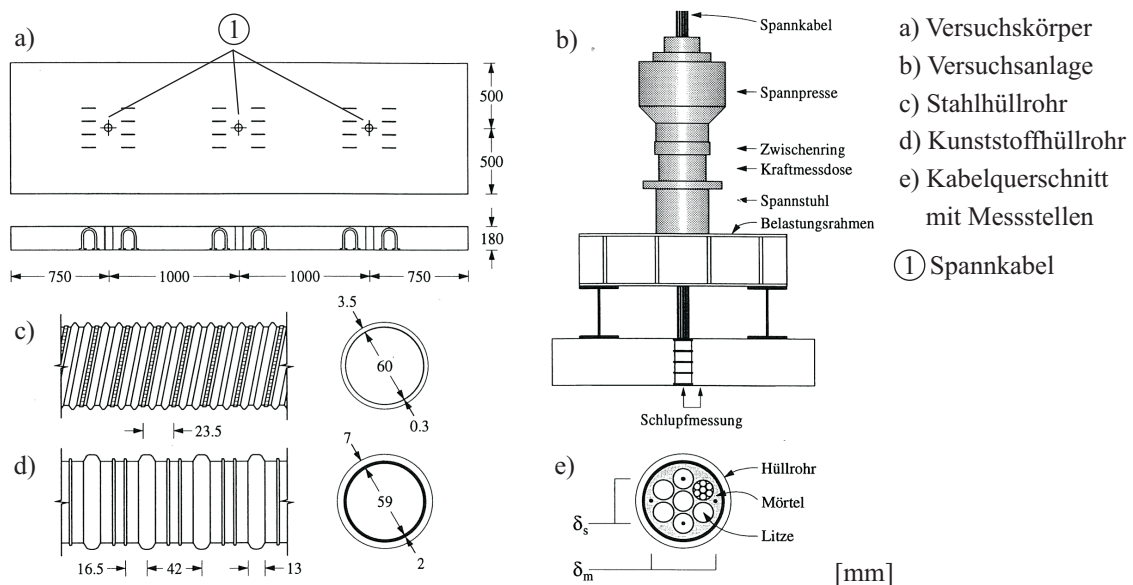 a)
1
500
500
180
750
1000
1000
750
b)
Spannkabel
Spannpresse
Zwischenring
Kraftmessdose
Spannstuhl
Belastungsrahmen
Schlupfmessung
a) Versuchskörper
b) Versuchsanlage
c) Stahlhüllrohr
d) Kunststoffhüllrohr
e) Kabelquerschnitt
mit Messstellen
1 Spannkabel
c)
3.5
60
0.3
23.5
d)
7
59
2
16.5
42
13
e)
Hüllrohr
Mörtel
Litze
δs
δm
[mm]